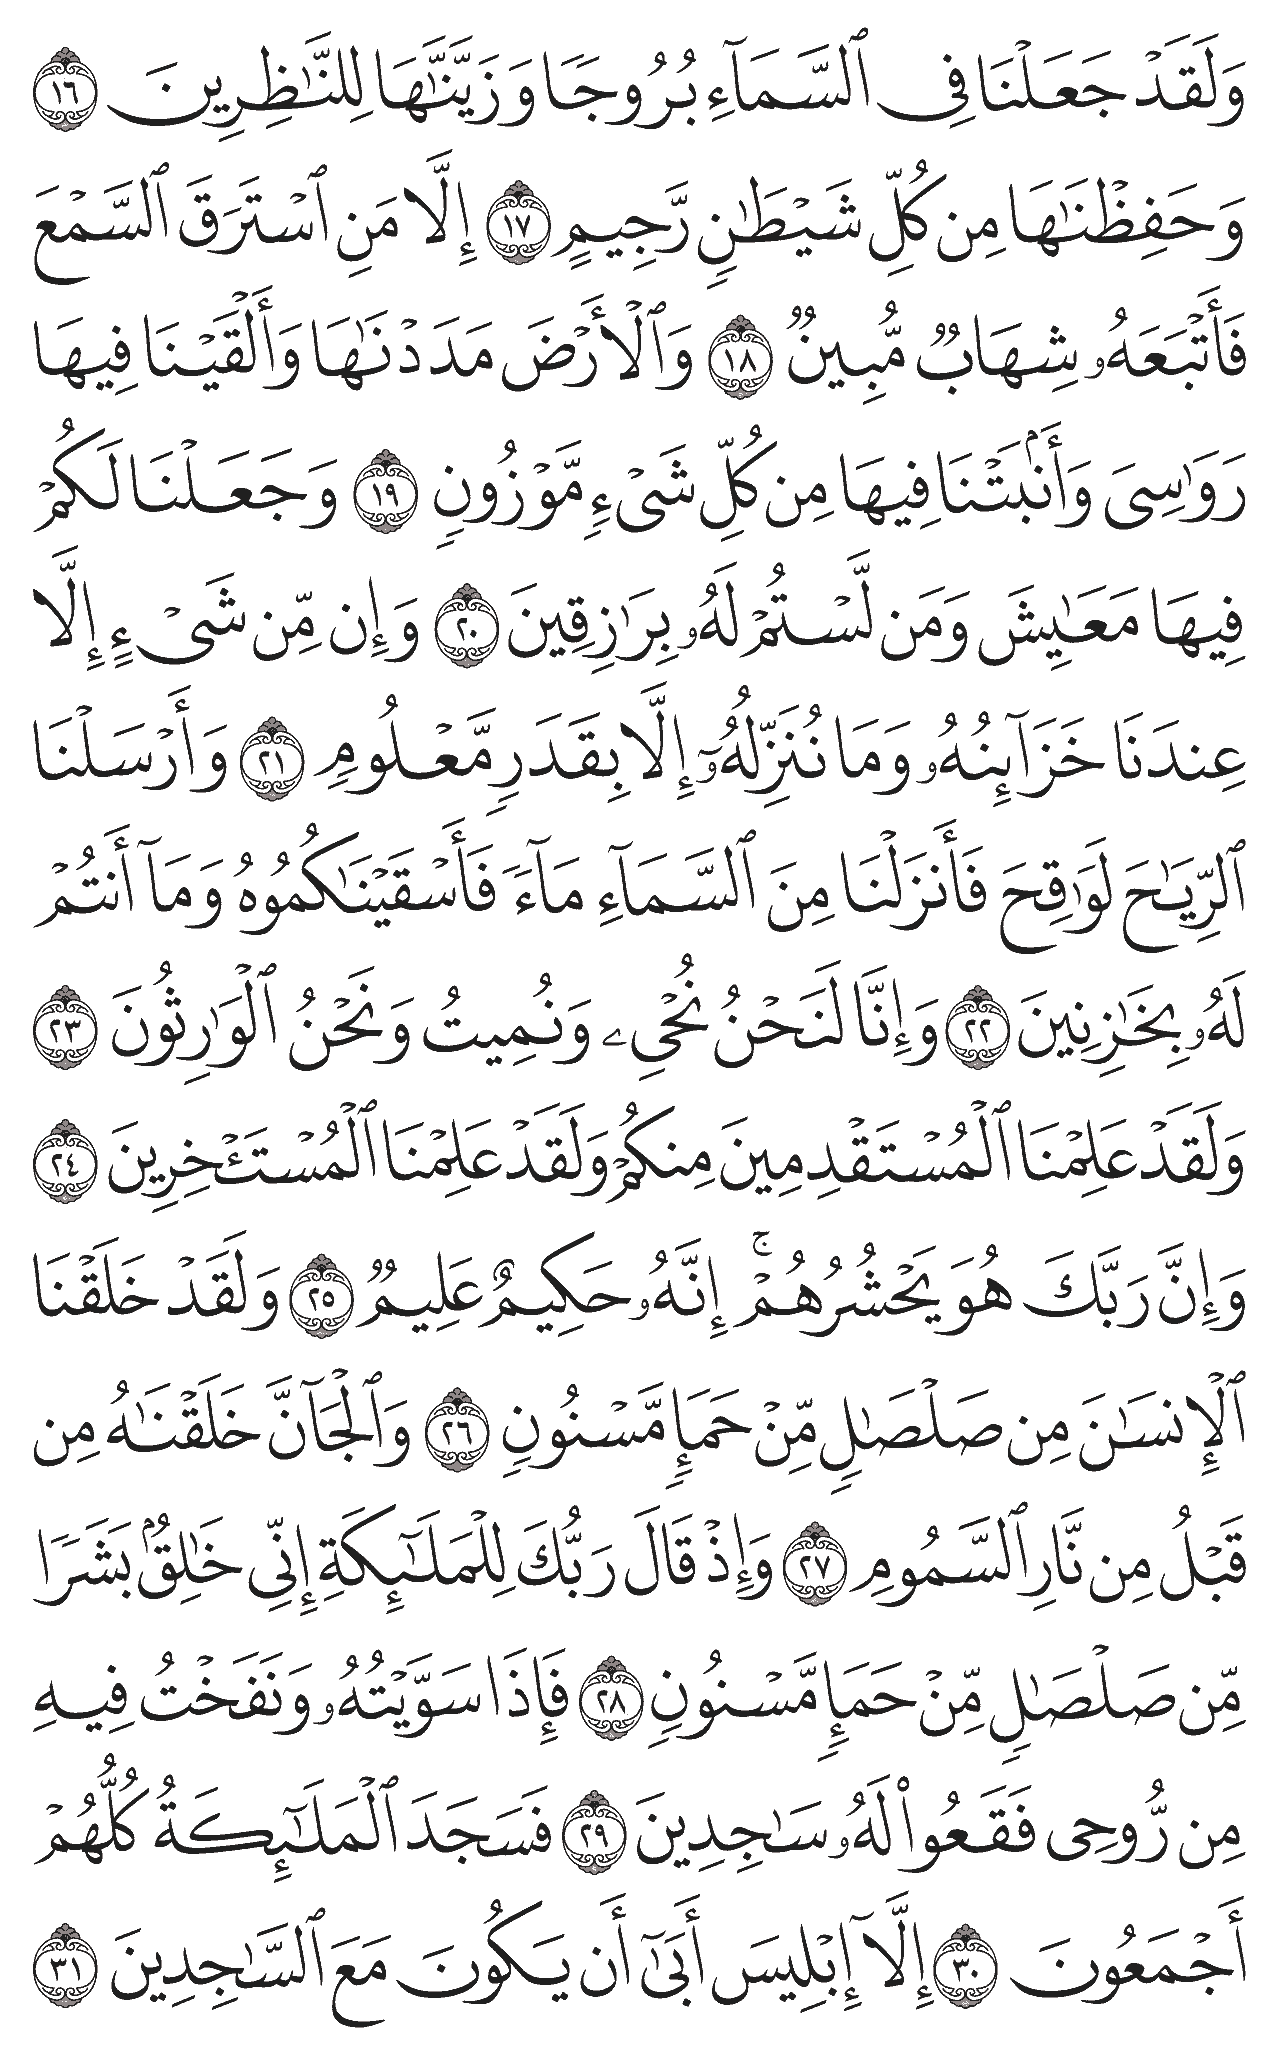 وَلَقَدْ جَعَلْنَا فِى ٱلسَّمَآءِ بُرُوجًا وَزَيَّنَّٰهَا لِلنَّٰظِرِينَ ١٦
وَحَفِظْنَٰهَا مِن كُلِّ شَيْطَٰنٍ رَّجِيمٍ ١٧ إِلَّا مَنِ ٱسْتَرَقَ ٱلسَّمْعَ
فَأَتْبَعَهُۥ شِهَابٌ مُّبِينٌ ١٨ وَٱلْأَرْضَ مَدَدْنَٰهَا وَأَلْقَيْنَا فِيهَا
رَوَٰسِىَ وَأَنۢبَتْنَا فِيهَا مِن كُلِّ شَىْءٍ مَّوْزُونٍ ١٩ وَجَعَلْنَا لَكُمْ
فِيهَا مَعَٰيِشَ وَمَن لَّسْتُمْ لَهُۥ بِرَٰزِقِينَ ٢٠ وَإِن مِّن شَىْءٍ إِلَّا
عِندَنَا خَزَآئِنُهُۥ وَمَا نُنَزِّلُهُۥٓ إِلَّا بِقَدَرٍ مَّعْلُومٍ ٢١ وَأَرْسَلْنَا
ٱلرِّيَٰحَ لَوَٰقِحَ فَأَنزَلْنَا مِنَ ٱلسَّمَآءِ مَآءً فَأَسْقَيْنَٰكُمُوهُ وَمَآ أَنتُمْ
لَهُۥ بِخَٰزِنِينَ ٢٢ وَإِنَّا لَنَحْنُ نُحْىِۦ وَنُمِيتُ وَنَحْنُ ٱلْوَٰرِثُونَ ٢٣
وَلَقَدْ عَلِمْنَا ٱلْمُسْتَقْدِمِينَ مِنكُمْ وَلَقَدْ عَلِمْنَا ٱلْمُسْتَـْٔخِرِينَ ٢٤
وَإِنَّ رَبَّكَ هُوَ يَحْشُرُهُمْ ۚ إِنَّهُۥ حَكِيمٌ عَلِيمٌ ٢٥ وَلَقَدْ خَلَقْنَا
ٱلْإِنسَٰنَ مِن صَلْصَٰلٍ مِّنْ حَمَإٍ مَّسْنُونٍ ٢٦ وَٱلْجَآنَّ خَلَقْنَٰهُ مِن
قَبْلُ مِن نَّارِ ٱلسَّمُومِ ٢٧ وَإِذْ قَالَ رَبُّكَ لِلْمَلَٰٓئِكَةِ إِنِّى خَٰلِقٌۢ بَشَرًا
مِّن صَلْصَٰلٍ مِّنْ حَمَإٍ مَّسْنُونٍ ٢٨ فَإِذَا سَوَّيْتُهُۥ وَنَفَخْتُ فِيهِ
مِن رُّوحِى فَقَعُوا۟ لَهُۥ سَٰجِدِينَ ٢٩ فَسَجَدَ ٱلْمَلَٰٓئِكَةُ كُلُّهُمْ
أَجْمَعُونَ ٣٠ إِلَّآ إِبْلِيسَ أَبَىٰٓ أَن يَكُونَ مَعَ ٱلسَّٰجِدِينَ ٣١